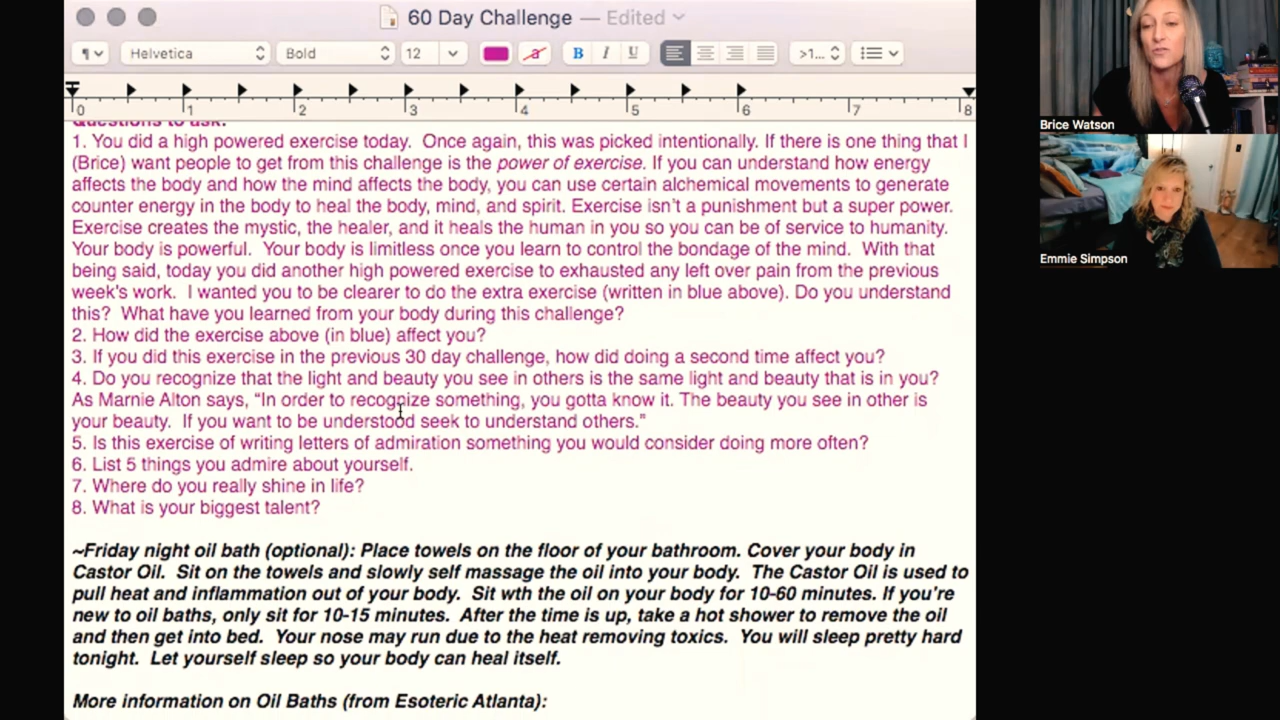 60 Day Challenge — Edited
¶ Helvetica Bold 12 a B I U >1...
0 1 2 3 4 5 6 7 8
Questions to ask:
1. You did a high powered exercise today. Once again, this was picked intentionally. If there is one thing that I
(Brice) want people to get from this challenge is the power of exercise. If you can understand how energy
affects the body and how the mind affects the body, you can use certain alchemical movements to generate
counter energy in the body to heal the body, mind, and spirit. Exercise isn't a punishment but a super power.
Exercise creates the mystic, the healer, and it heals the human in you so you can be of service to humanity.
Your body is powerful. Your body is limitless once you learn to control the bondage of the mind. With that
being said, today you did another high powered exercise to exhausted any left over pain from the previous
week's work. I wanted you to be clearer to do the extra exercise (written in blue above). Do you understand
this? What have you learned from your body during this challenge?
2. How did the exercise above (in blue) affect you?
3. If you did this exercise in the previous 30 day challenge, how did doing a second time affect you?
4. Do you recognize that the light and beauty you see in others is the same light and beauty that is in you?
As Marnie Alton says, "In order to recognize something, you gotta know it. The beauty you see in other is
your beauty. If you want to be understood seek to understand others."
5. Is this exercise of writing letters of admiration something you would consider doing more often?
6. List 5 things you admire about yourself.
7. Where do you really shine in life?
8. What is your biggest talent?
~Friday night oil bath (optional): Place towels on the floor of your bathroom. Cover your body in
Castor Oil. Sit on the towels and slowly self massage the oil into your body. The Castor Oil is used to
pull heat and inflammation out of your body. Sit wth the oil on your body for 10-60 minutes. If you're
new to oil baths, only sit for 10-15 minutes. After the time is up, take a hot shower to remove the oil
and then get into bed. Your nose may run due to the heat removing toxics. You will sleep pretty hard
tonight. Let yourself sleep so your body can heal itself.
More information on Oil Baths (from Esoteric Atlanta):
Brice Watson
Emmie Simpson